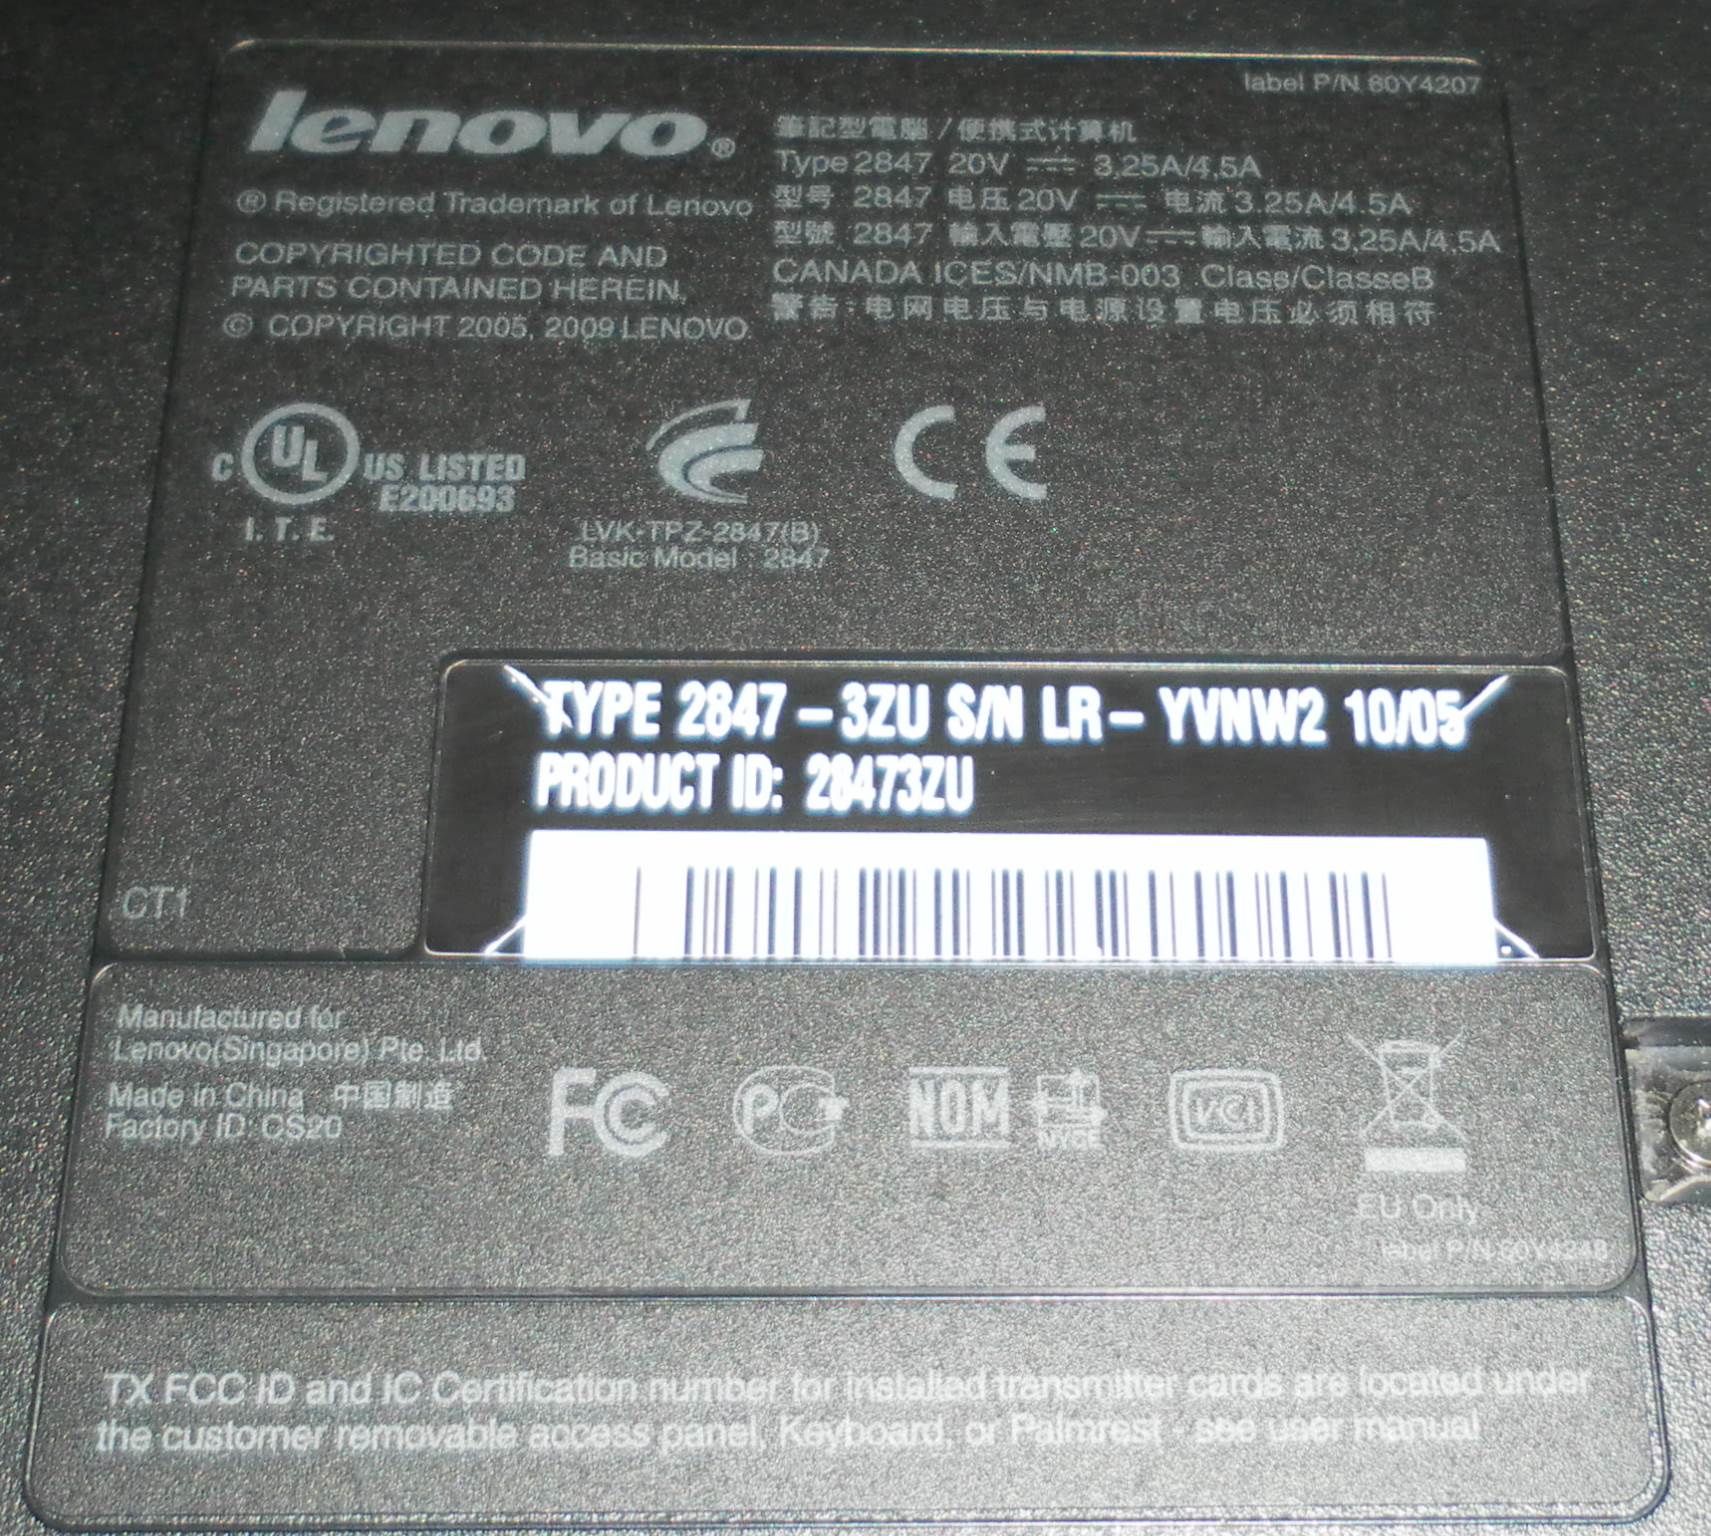 label P/N 60Y4207
lenovo®
® Registered Trademark of Lenovo
COPYRIGHTED CODE AND
PARTS CONTAINED HEREIN.
© COPYRIGHT 2005, 2009 LENOVO
筆記型電腦 / 便携式计算机
Type 2847 20V ⎓ 3.25A/4.5A
型号 2847 电压 20V ⎓ 电流 3.25A/4.5A
型號 2847 輸入電壓 20V ⎓ 輸入電流 3.25A/4.5A
CANADA ICES/NMB-003 Class/ClasseB
警告:电网电压与电源设置电压必须相符
C UL US LISTED
E200693
I.T.E.
LVK-TPZ-2847(B)
Basic Model 2847
CE
TYPE 2847 - 3ZU S/N LR - YVNW2 10/05
PRODUCT ID: 28473ZU
CT1
Manufactured for
Lenovo(Singapore) Pte. Ltd.
Made in China 中国制造
Factory ID: CS20
FC PC NOM NYCE VCI
EU Only
label P/N 60Y4248
TX FCC ID and IC Certification number for installed transmitter cards are located under
the customer removable access panel, Keyboard, or Palmrest - see user manual